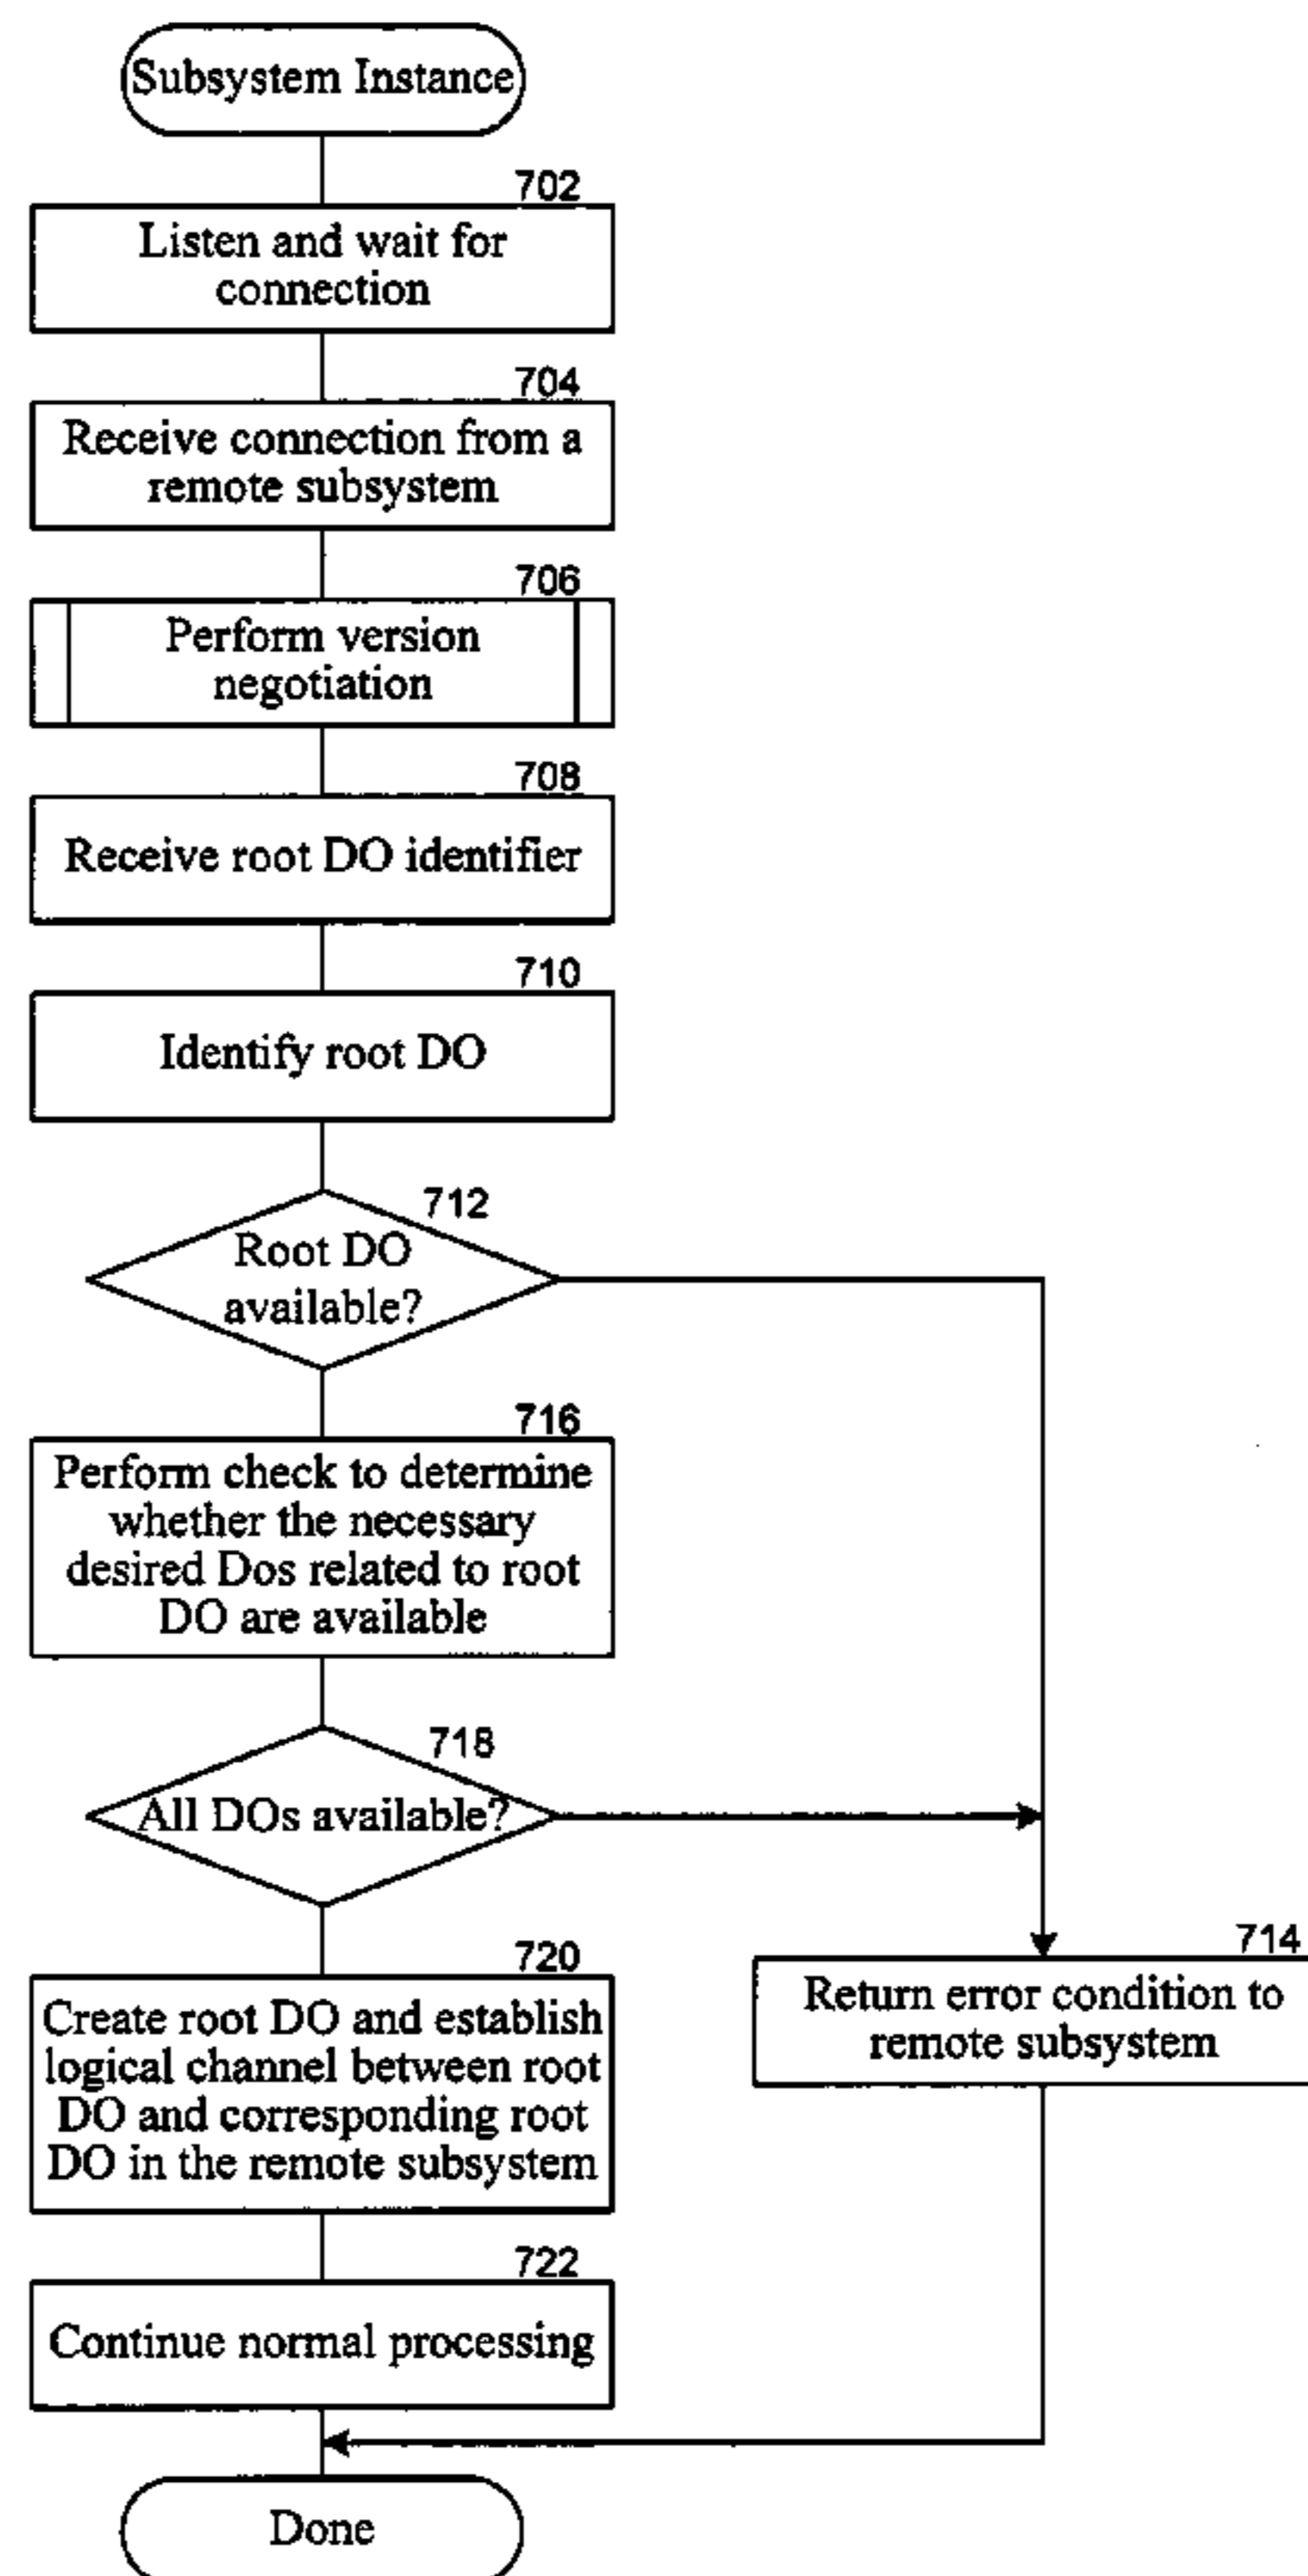 Subsystem Instance
702
Listen and wait for
connection
704
Receive connection from a
remote subsystem
706
Perform version
negotiation
708
Receive root DO identifier
710
Identify root DO
712
Root DO
available?
716
Perform check to determine
whether the necessary
desired Dos related to root
DO are available
718
All DOs available?
720
Create root DO and establish
logical channel between root
DO and corresponding root
DO in the remote subsystem
714
Return error condition to
remote subsystem
722
Continue normal processing
Done